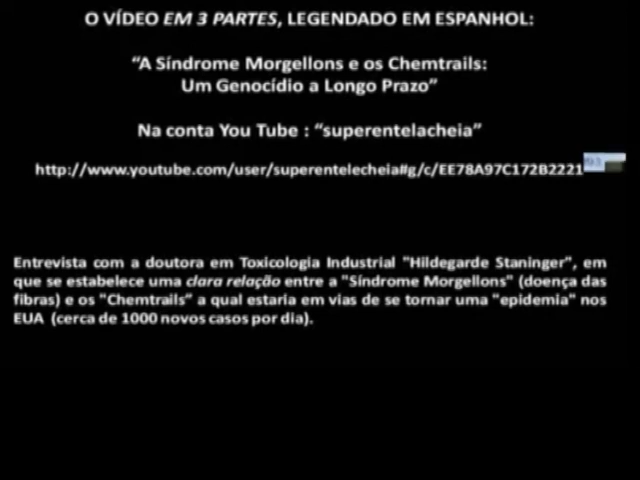 O VÍDEO EM 3 PARTES, LEGENDADO EM ESPANHOL:
“A Síndrome Morgellons e os Chemtrails:
Um Genocídio a Longo Prazo”
Na conta You Tube : “superentelacheia”
http://www.youtube.com/user/superentelecheia#g/c/EE78A97C172B2221
Entrevista com a doutora em Toxicologia Industrial "Hildegarde Staninger", em
que se estabelece uma clara relação entre a "Síndrome Morgellons" (doença das
fibras) e os "Chemtrails” a qual estaria em vias de se tornar uma "epidemia" nos
EUA (cerca de 1000 novos casos por dia).